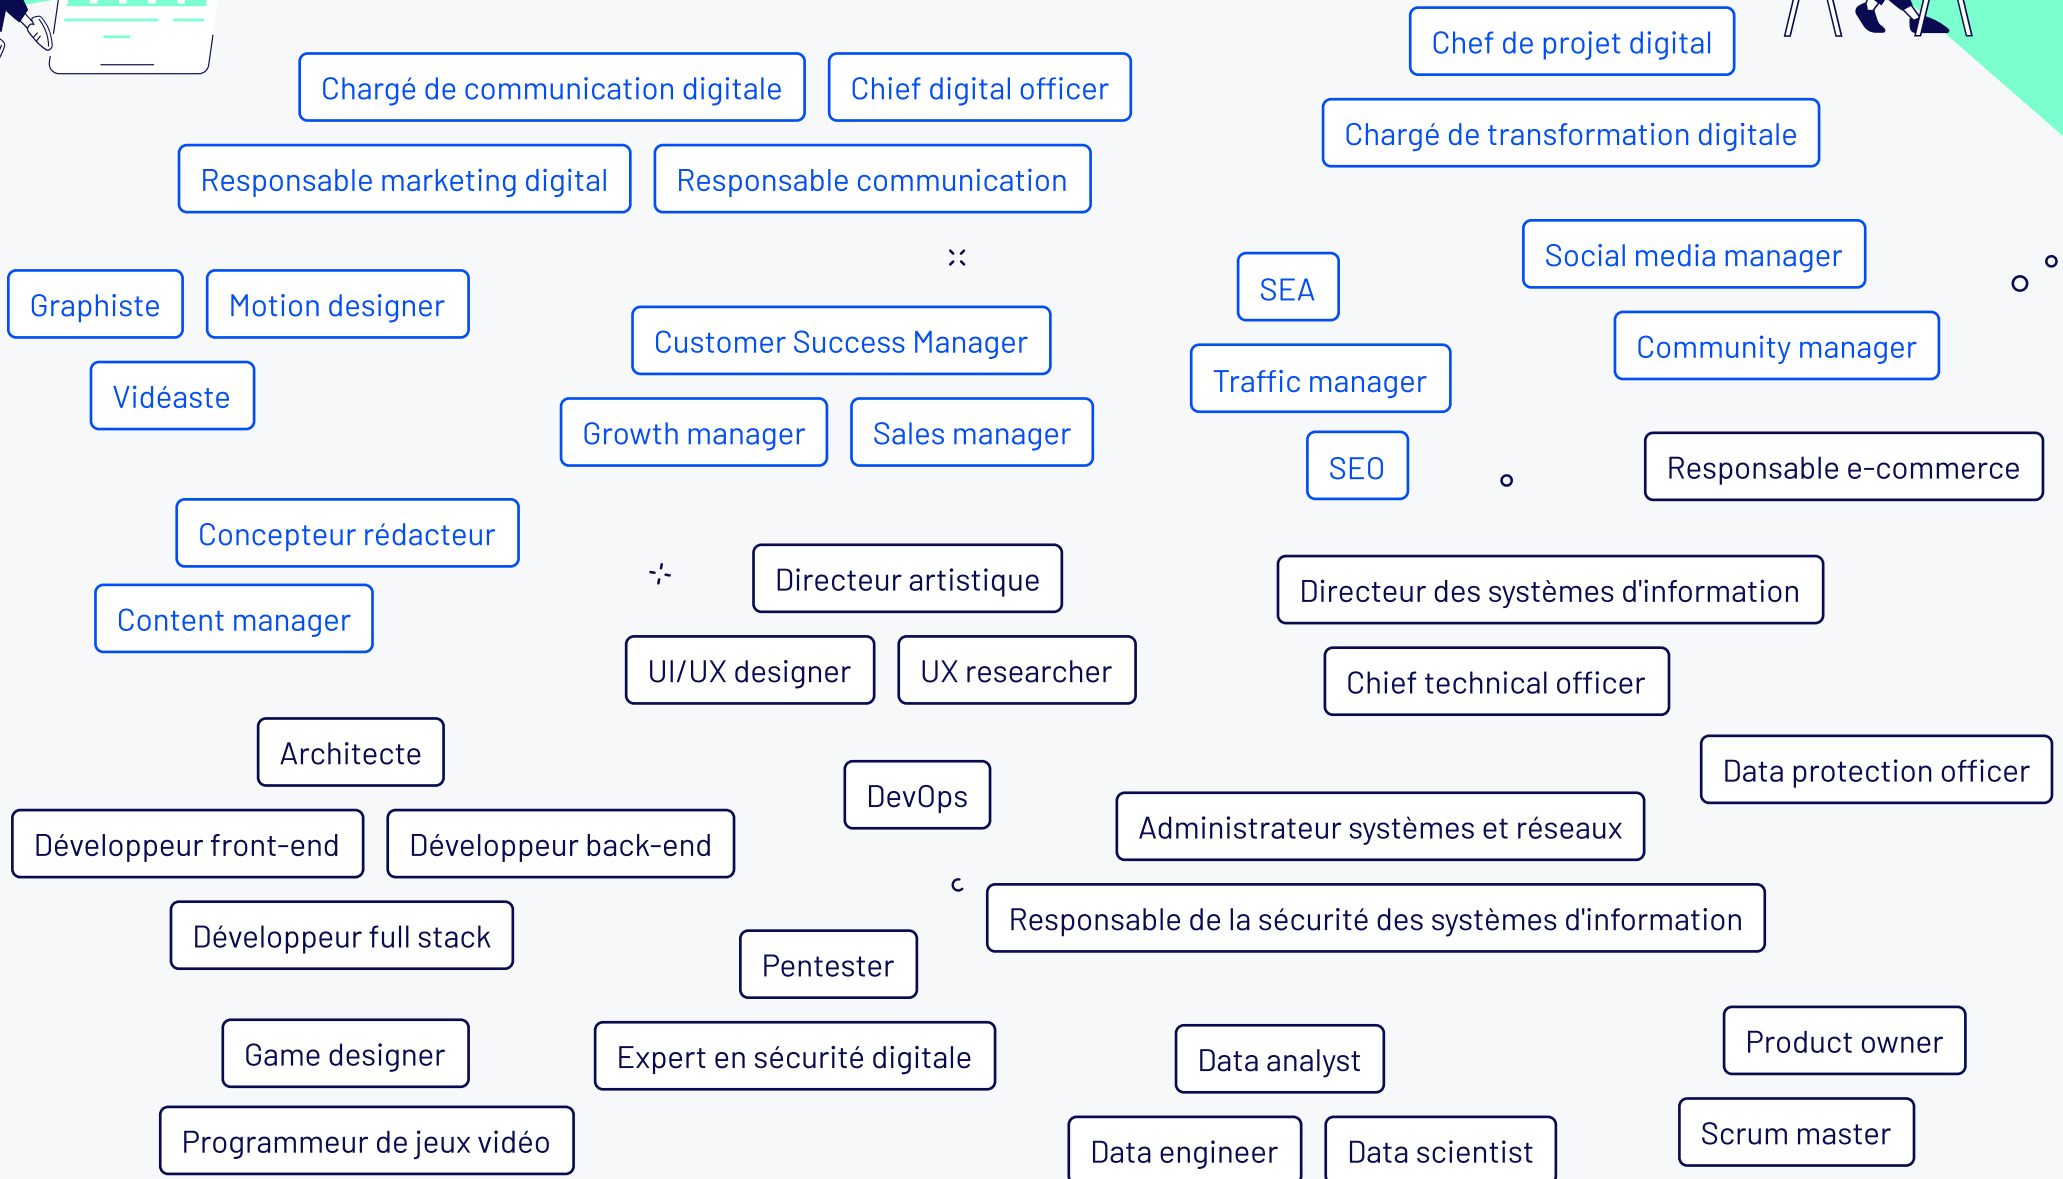 Chef de projet digital
Chargé de communication digitale
Chief digital officer
Chargé de transformation digitale
Responsable marketing digital
Responsable communication
Social media manager
SEA
Graphiste
Motion designer
Customer Success Manager
Community manager
Traffic manager
Vidéaste
Growth manager
Sales manager
SEO
Responsable e-commerce
Concepteur rédacteur
Directeur artistique
Directeur des systèmes d'information
Content manager
UI/UX designer
UX researcher
Chief technical officer
Architecte
Data protection officer
DevOps
Administrateur systèmes et réseaux
Développeur front-end
Développeur back-end
Responsable de la sécurité des systèmes d'information
Développeur full stack
Pentester
Product owner
Game designer
Expert en sécurité digitale
Data analyst
Scrum master
Programmeur de jeux vidéo
Data engineer
Data scientist